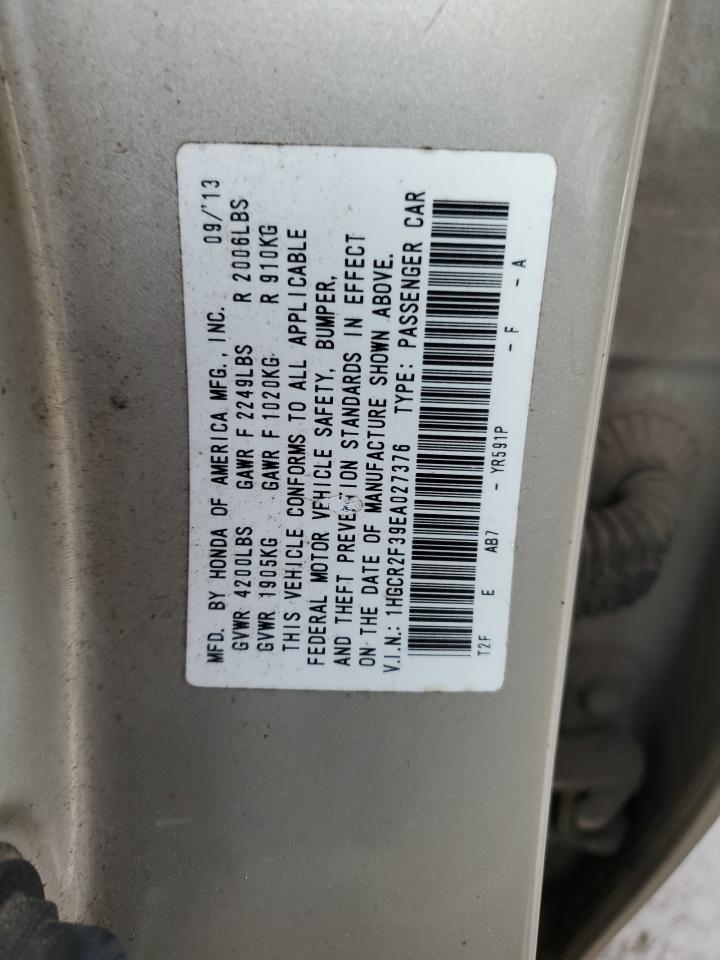 MFD. BY HONDA OF AMERICA MFG., INC. 09/'13
GVWR 4200LBS GAWR F 2249LBS R 2006LBS
GVWR 1905KG GAWR F 1020KG R 910KG
THIS VEHICLE CONFORMS TO ALL APPLICABLE
FEDERAL MOTOR VEHICLE SAFETY, BUMPER,
AND THEFT PREVENTION STANDARDS IN EFFECT
ON THE DATE OF MANUFACTURE SHOWN ABOVE.
V.I.N.: 1HGCR2F39EA027376 TYPE: PASSENGER CAR
T2F E AB7 - YR591P - F - A